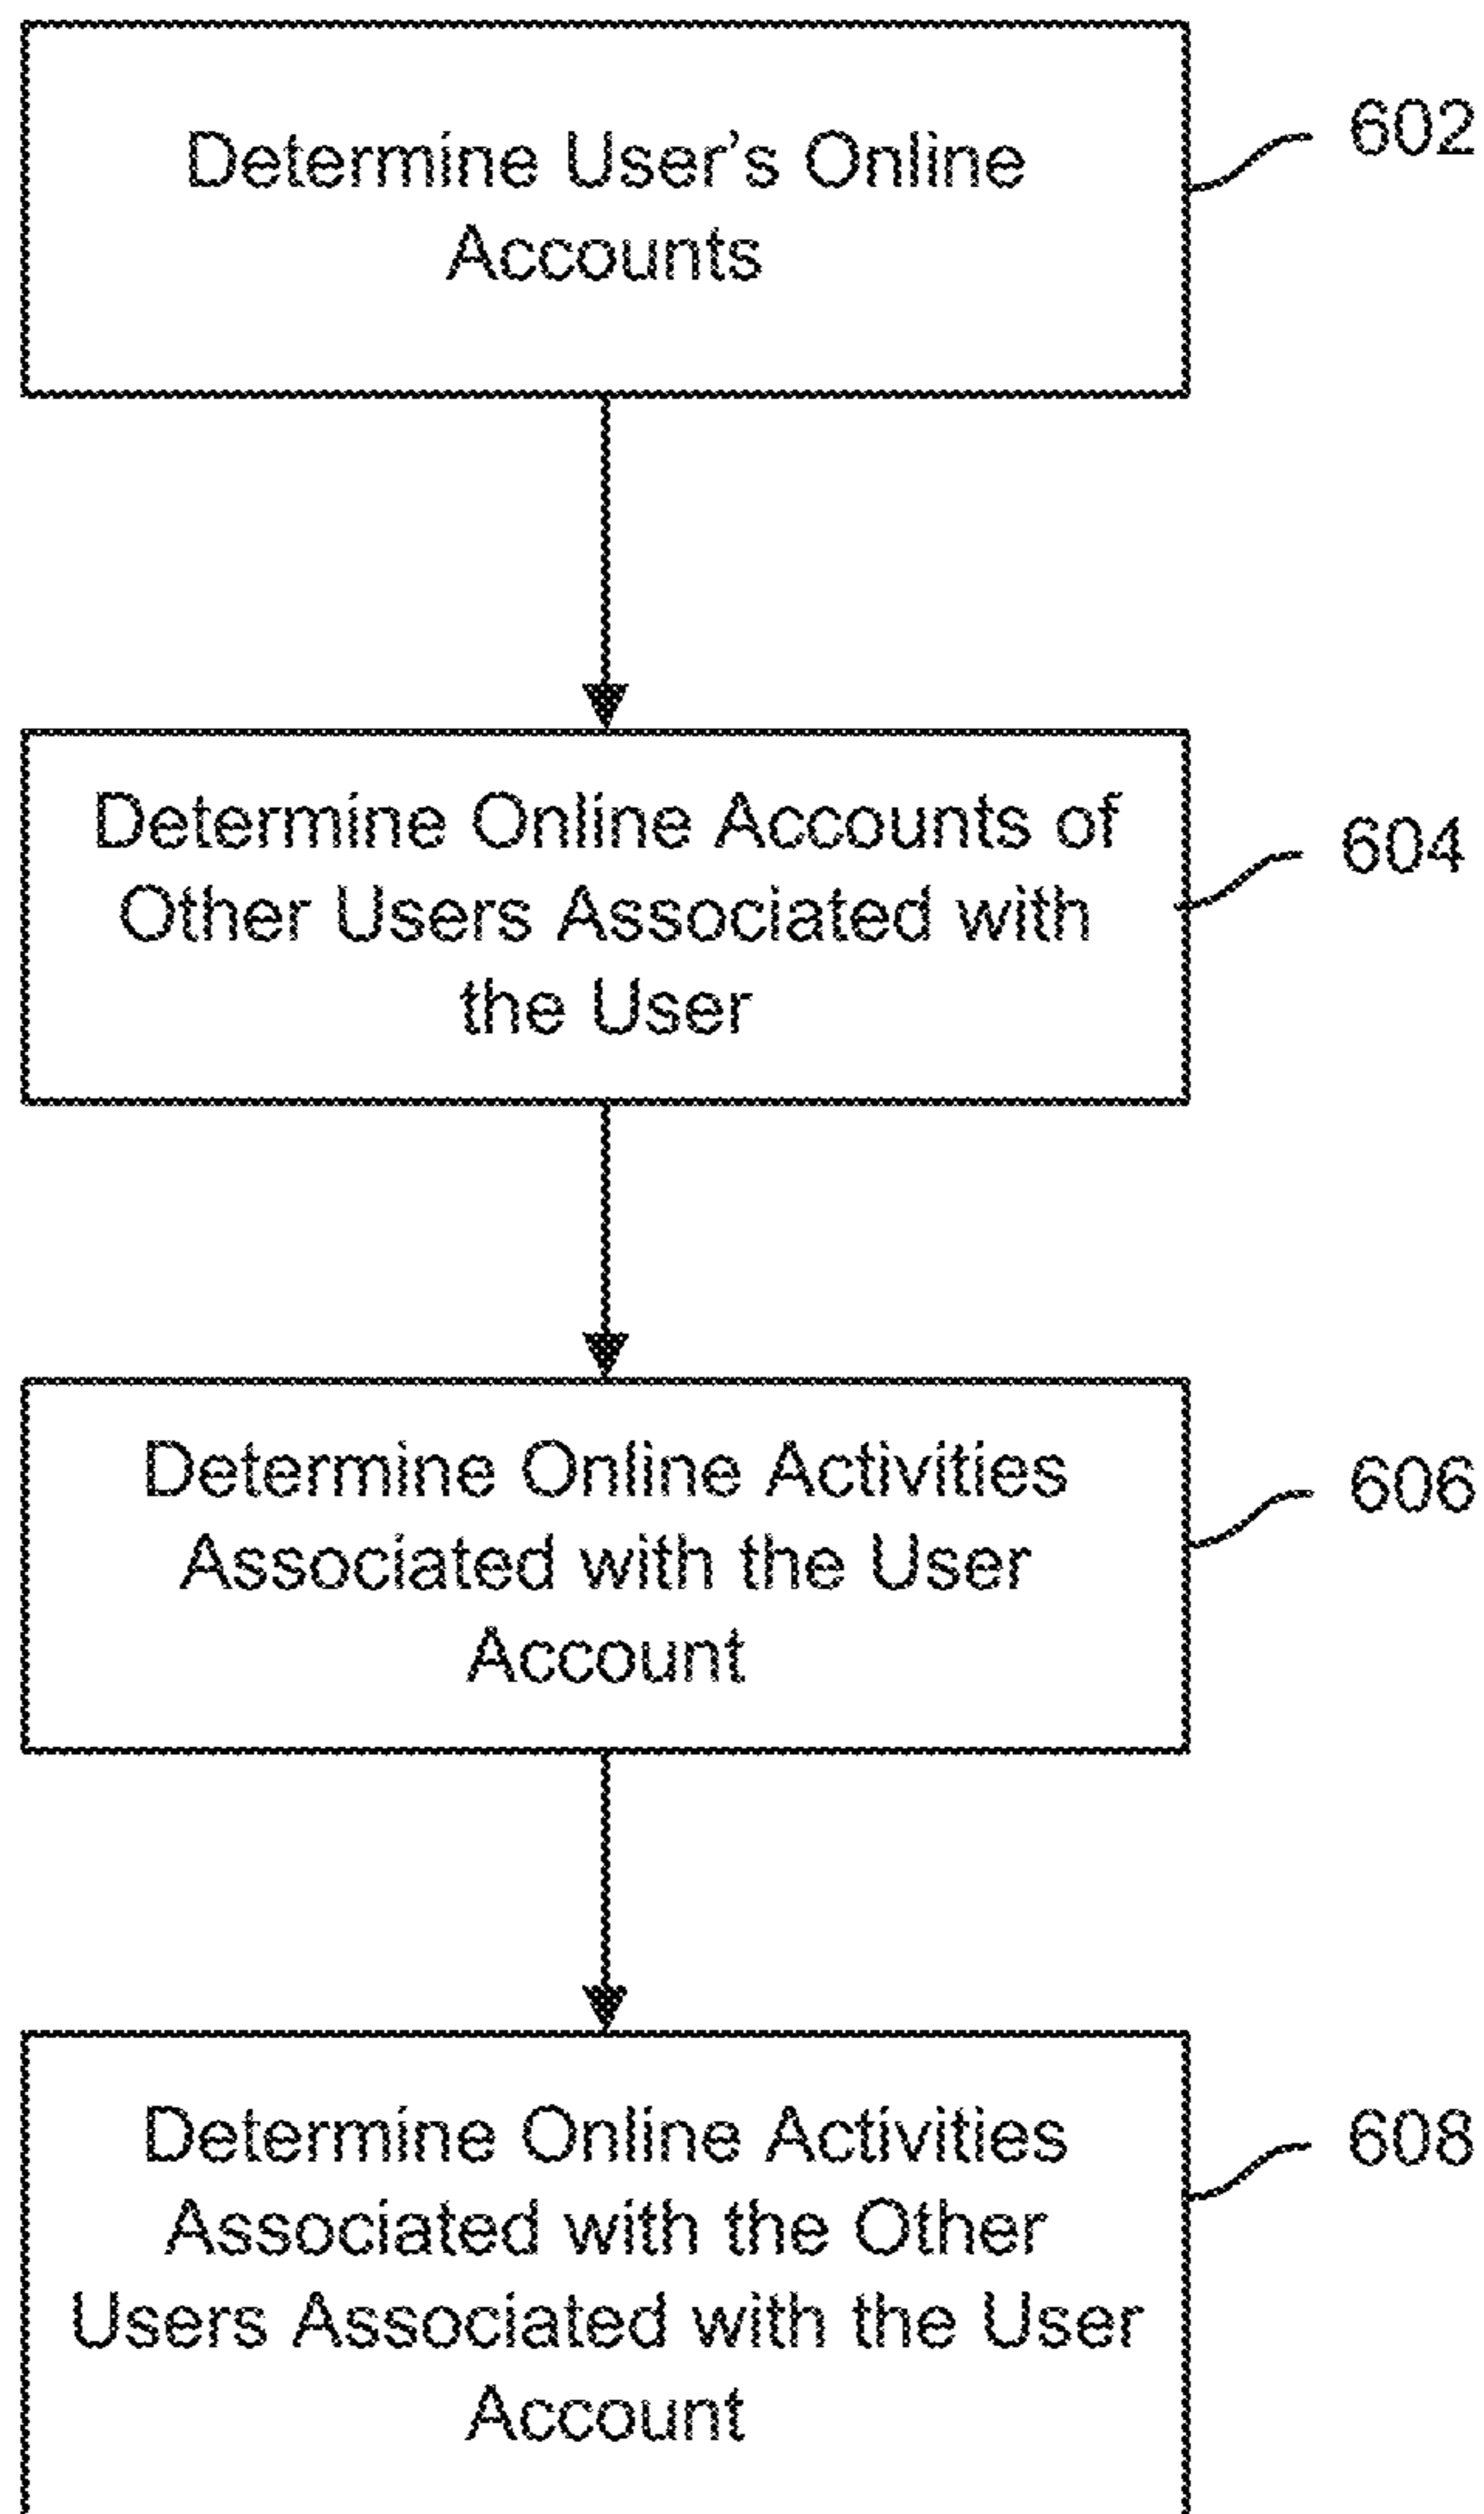 Determine User's Online
Accounts
602
Determine Online Accounts of
Other Users Associated with
the User
604
Determine Online Activities
Associated with the User
Account
606
Determine Online Activities
Associated with the Other
Users Associated with the User
Account
608